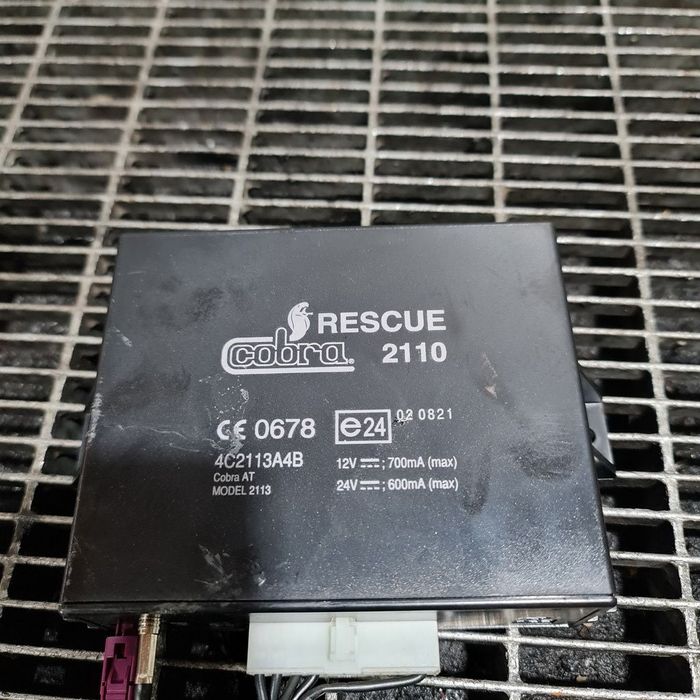 RESCUE
cobra® 2110
CE 0678 e24 02 0821
4C2113A4B 12V⎓; 700mA (max)
Cobra AT
MODEL 2113 24V⎓; 600mA (max)